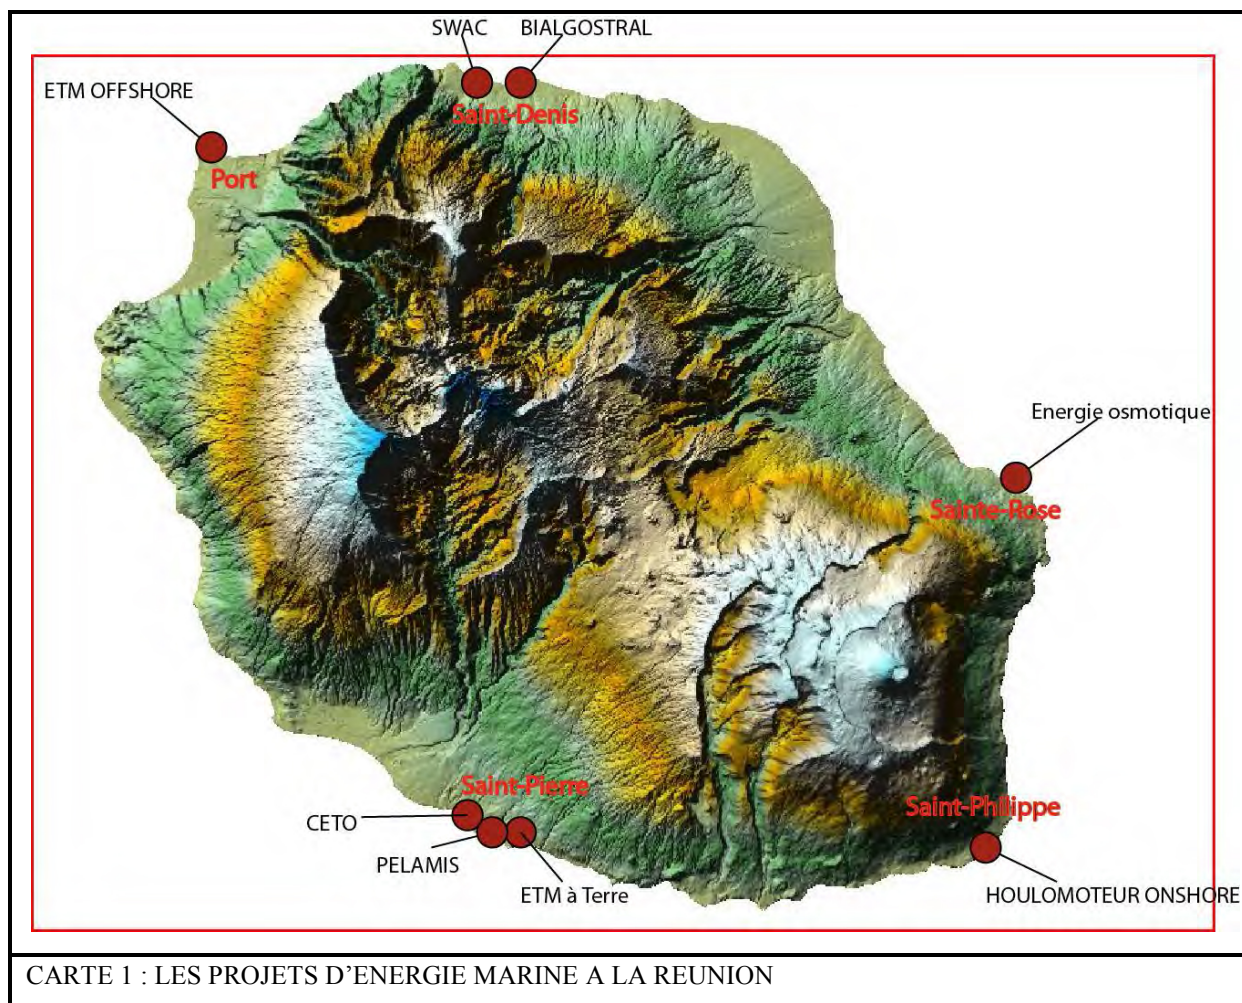 SWAC
BIALGOSTRAL
ETM OFFSHORE
Saint-Denis
Port
Energie osmotique
Sainte-Rose
Saint-Pierre
Saint-Philippe
CETO
PELAMIS
ETM à Terre
HOULOMOTEUR ONSHORE
CARTE 1 : LES PROJETS D’ENERGIE MARINE A LA REUNION